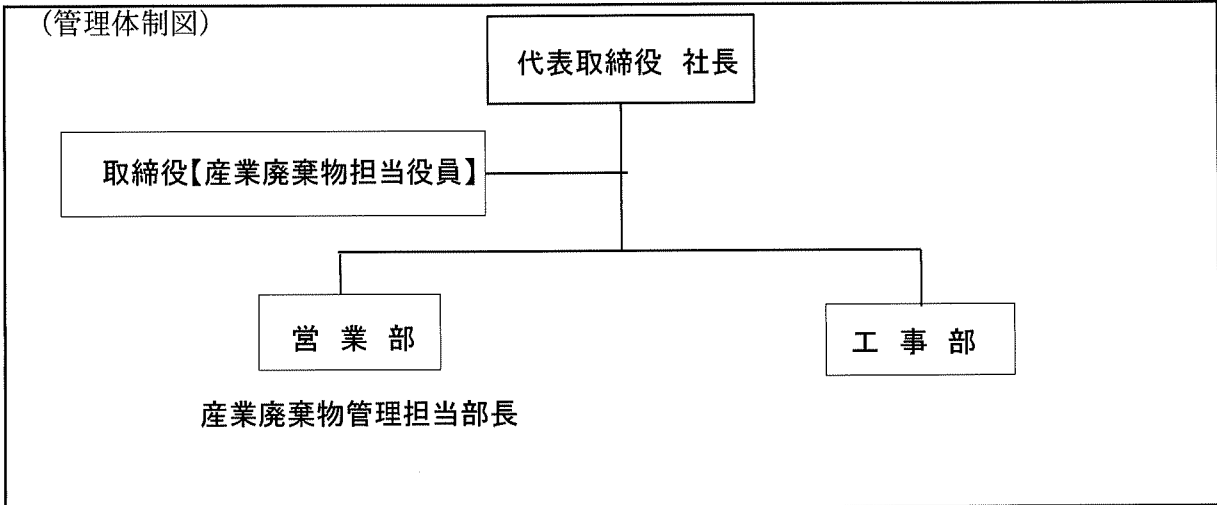 (管理体制図)
代表取締役 社長
取締役【産業廃棄物担当役員】
営 業 部
工 事 部
産業廃棄物管理担当部長